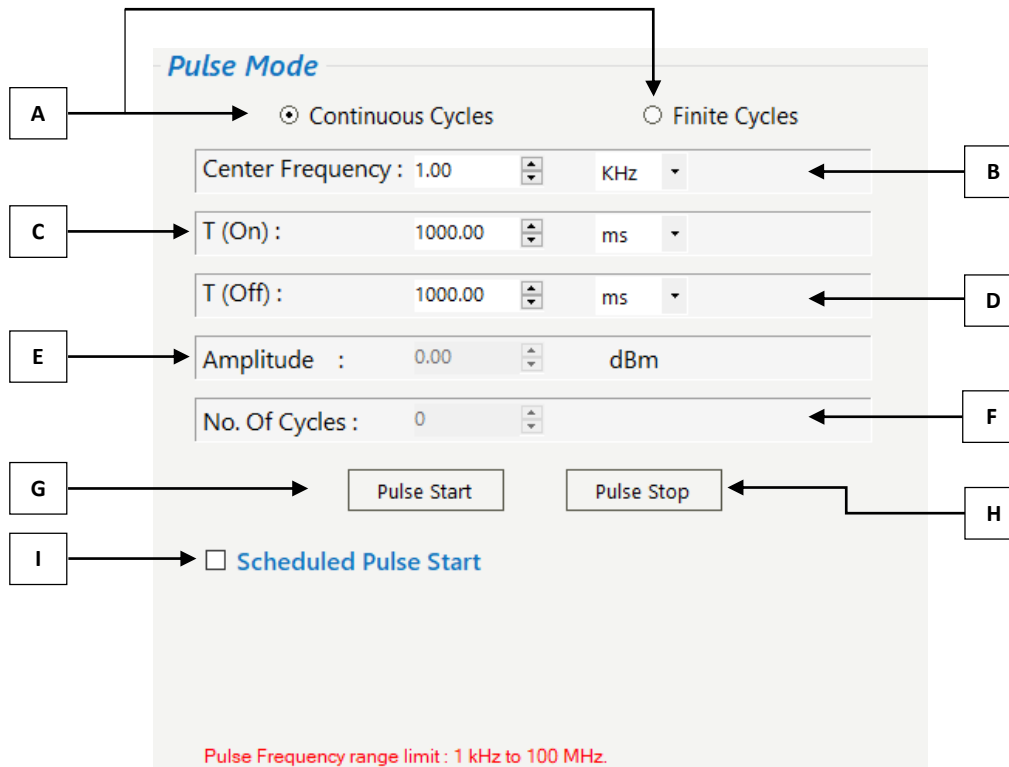 Pulse Mode
A
Continuous Cycles
Finite Cycles
Center Frequency : 1.00 KHz
B
C
T (On) : 1000.00 ms
T (Off) : 1000.00 ms
D
E
Amplitude : 0.00 dBm
No. Of Cycles : 0
F
G
Pulse Start
Pulse Stop
H
I
Scheduled Pulse Start
Pulse Frequency range limit : 1 kHz to 100 MHz.